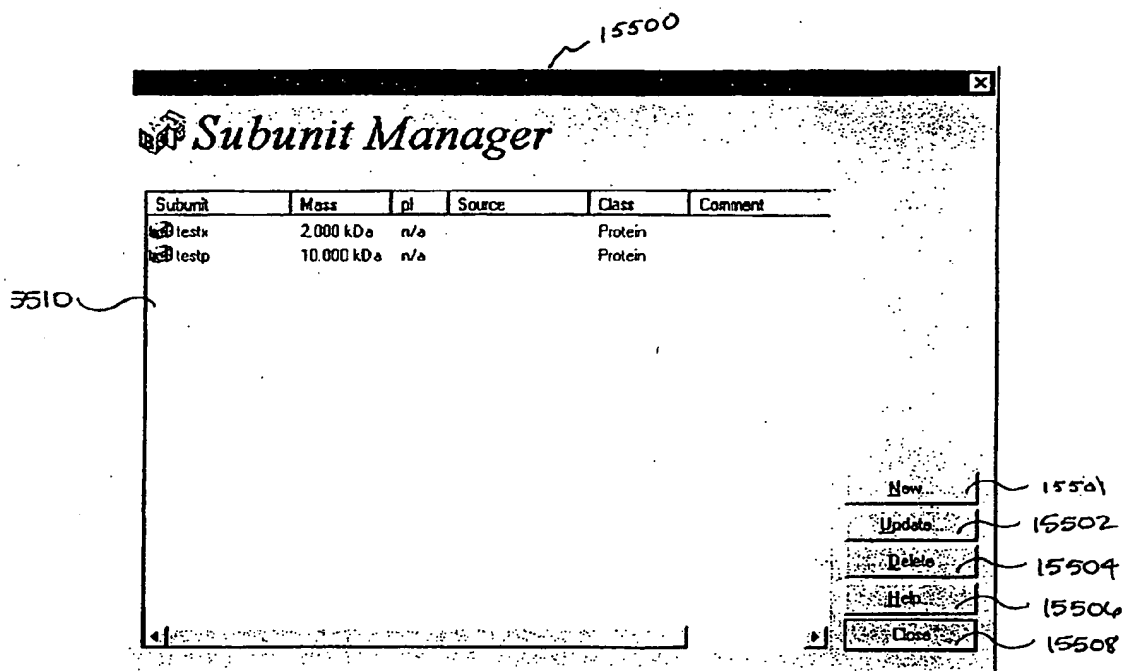 15500
Subunit Manager
Subunit Mass pI Source Class Comment
testx 2.000 kDa n/a Protein
testp 10.000 kDa n/a Protein
3510
New... 15501
Update... 15502
Delete 15504
Help... 15506
Close 15508